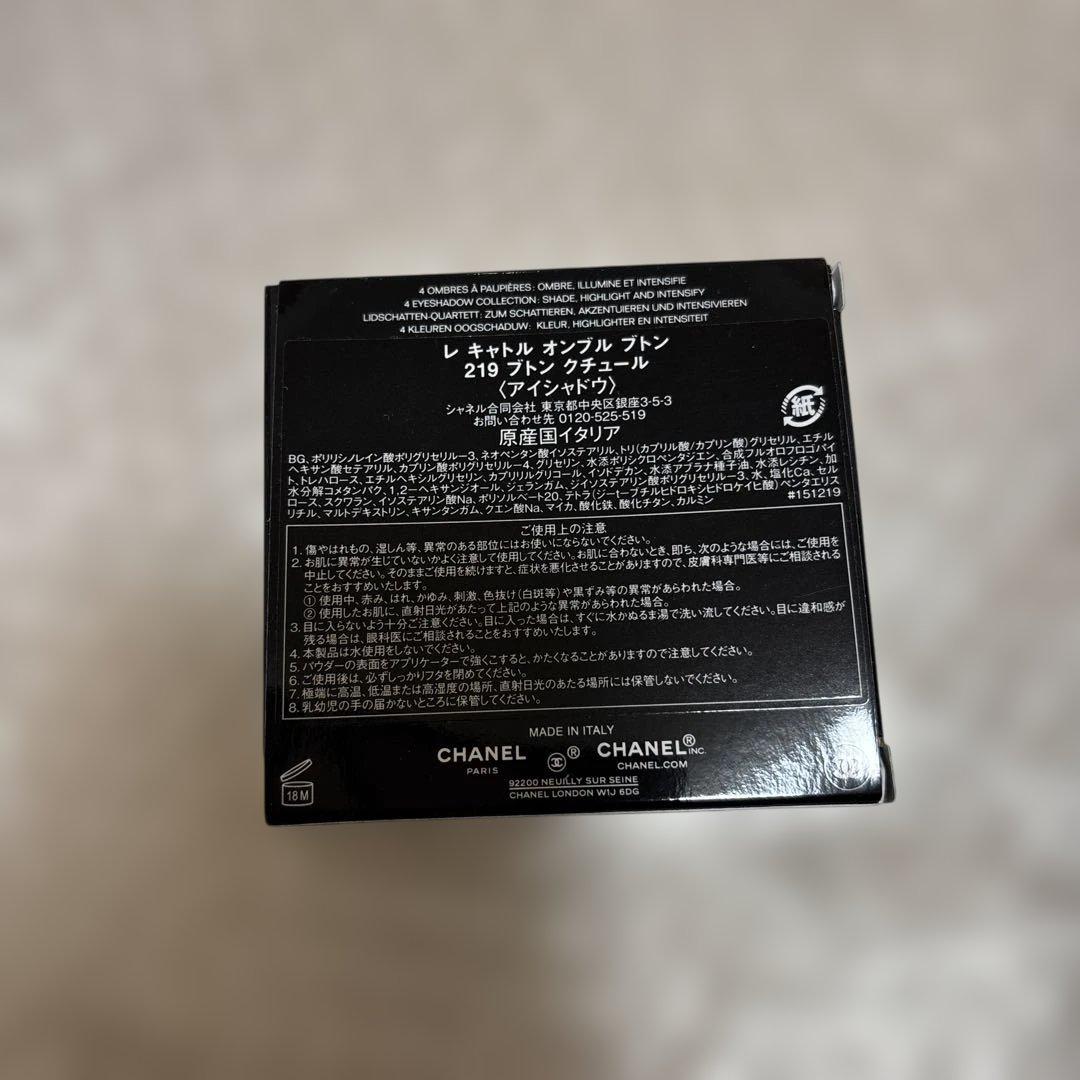 4 OMBRES À PAUPIÈRES : OMBRE, ILLUMINE ET INTENSIFIE
4 EYESHADOW COLLECTION : SHADE, HIGHLIGHT AND INTENSIFY
LIDSCHATTEN-QUARTETT : ZUM SCHATTIEREN, AKZENTUIEREN UND INTENSIVIEREN
4 KLEUREN OOGSCHADUW : KLEUR, HIGHLIGHTER EN INTENSITEIT
レ キャトル オンブル ブトン
219 ブトン クチュール
〈アイシャドウ〉
シャネル合同会社 東京都中央区銀座3-5-3
お問い合わせ先 0120-525-519
原産国イタリア
紙
BG、ポリリシノレイン酸ポリグリセリル-3、ネオペンタン酸イソステアリル、トリ(カプリル酸/カプリン酸)グリセリル、エチル
ヘキサン酸セテアリル、カプリン酸ポリグリセリル-4、グリセリン、水添ポリシクロペンタジエン、合成フルオロフロゴパイ
ト、トレハロース、エチルヘキシルグリセリン、カプリリルグリコール、イソドデカン、水添アブラナ種子油、水添レシチン、加
水分解コメタンパク、1,2-ヘキサンジオール、ジェランガム、ジイソステアリン酸ポリグリセリル-3、水、塩化Ca、セル
ロース、スクワラン、イソステアリン酸Na、ポリソルベート20、テトラ(ジ-t-ブチルヒドロキシヒドロケイヒ酸)ペンタエリス
リチル、マルトデキストリン、キサンタンガム、クエン酸Na、マイカ、酸化鉄、酸化チタン、カルミン #151219
ご使用上の注意
1. 傷やはれもの、湿しん等、異常のある部位にはお使いにならないでください。
2. お肌に異常が生じていないかよく注意して使用してください。お肌に合わないとき、即ち、次のような場合には、ご使用を
中止してください。そのままご使用を続けますと、症状を悪化させることがありますので、皮膚科専門医等にご相談される
ことをおすすめいたします。
① 使用中、赤み、はれ、かゆみ、刺激、色抜け(白斑等)や黒ずみ等の異常があらわれた場合。
② 使用したお肌に、直射日光があたって上記のような異常があらわれた場合。
3. 目に入らないよう十分ご注意ください。目に入った場合は、すぐに水かぬるま湯で洗い流してください。目に違和感が
残る場合は、眼科医にご相談されることをおすすめいたします。
4. 本製品は水使用をしないでください。
5. パウダーの表面をアプリケーターで強くこすると、かたくなることがありますので注意してください。
6. ご使用後は、必ずしっかりフタを閉めてください。
7. 極端に高温、低温または高湿度の場所、直射日光のあたる場所には保管しないでください。
8. 乳幼児の手の届かないところに保管してください。
MADE IN ITALY
CHANEL ® CHANEL® INC.
PARIS CHANEL.COM
92200 NEUILLY SUR SEINE
CHANEL LONDON W1J 6DG
18 M